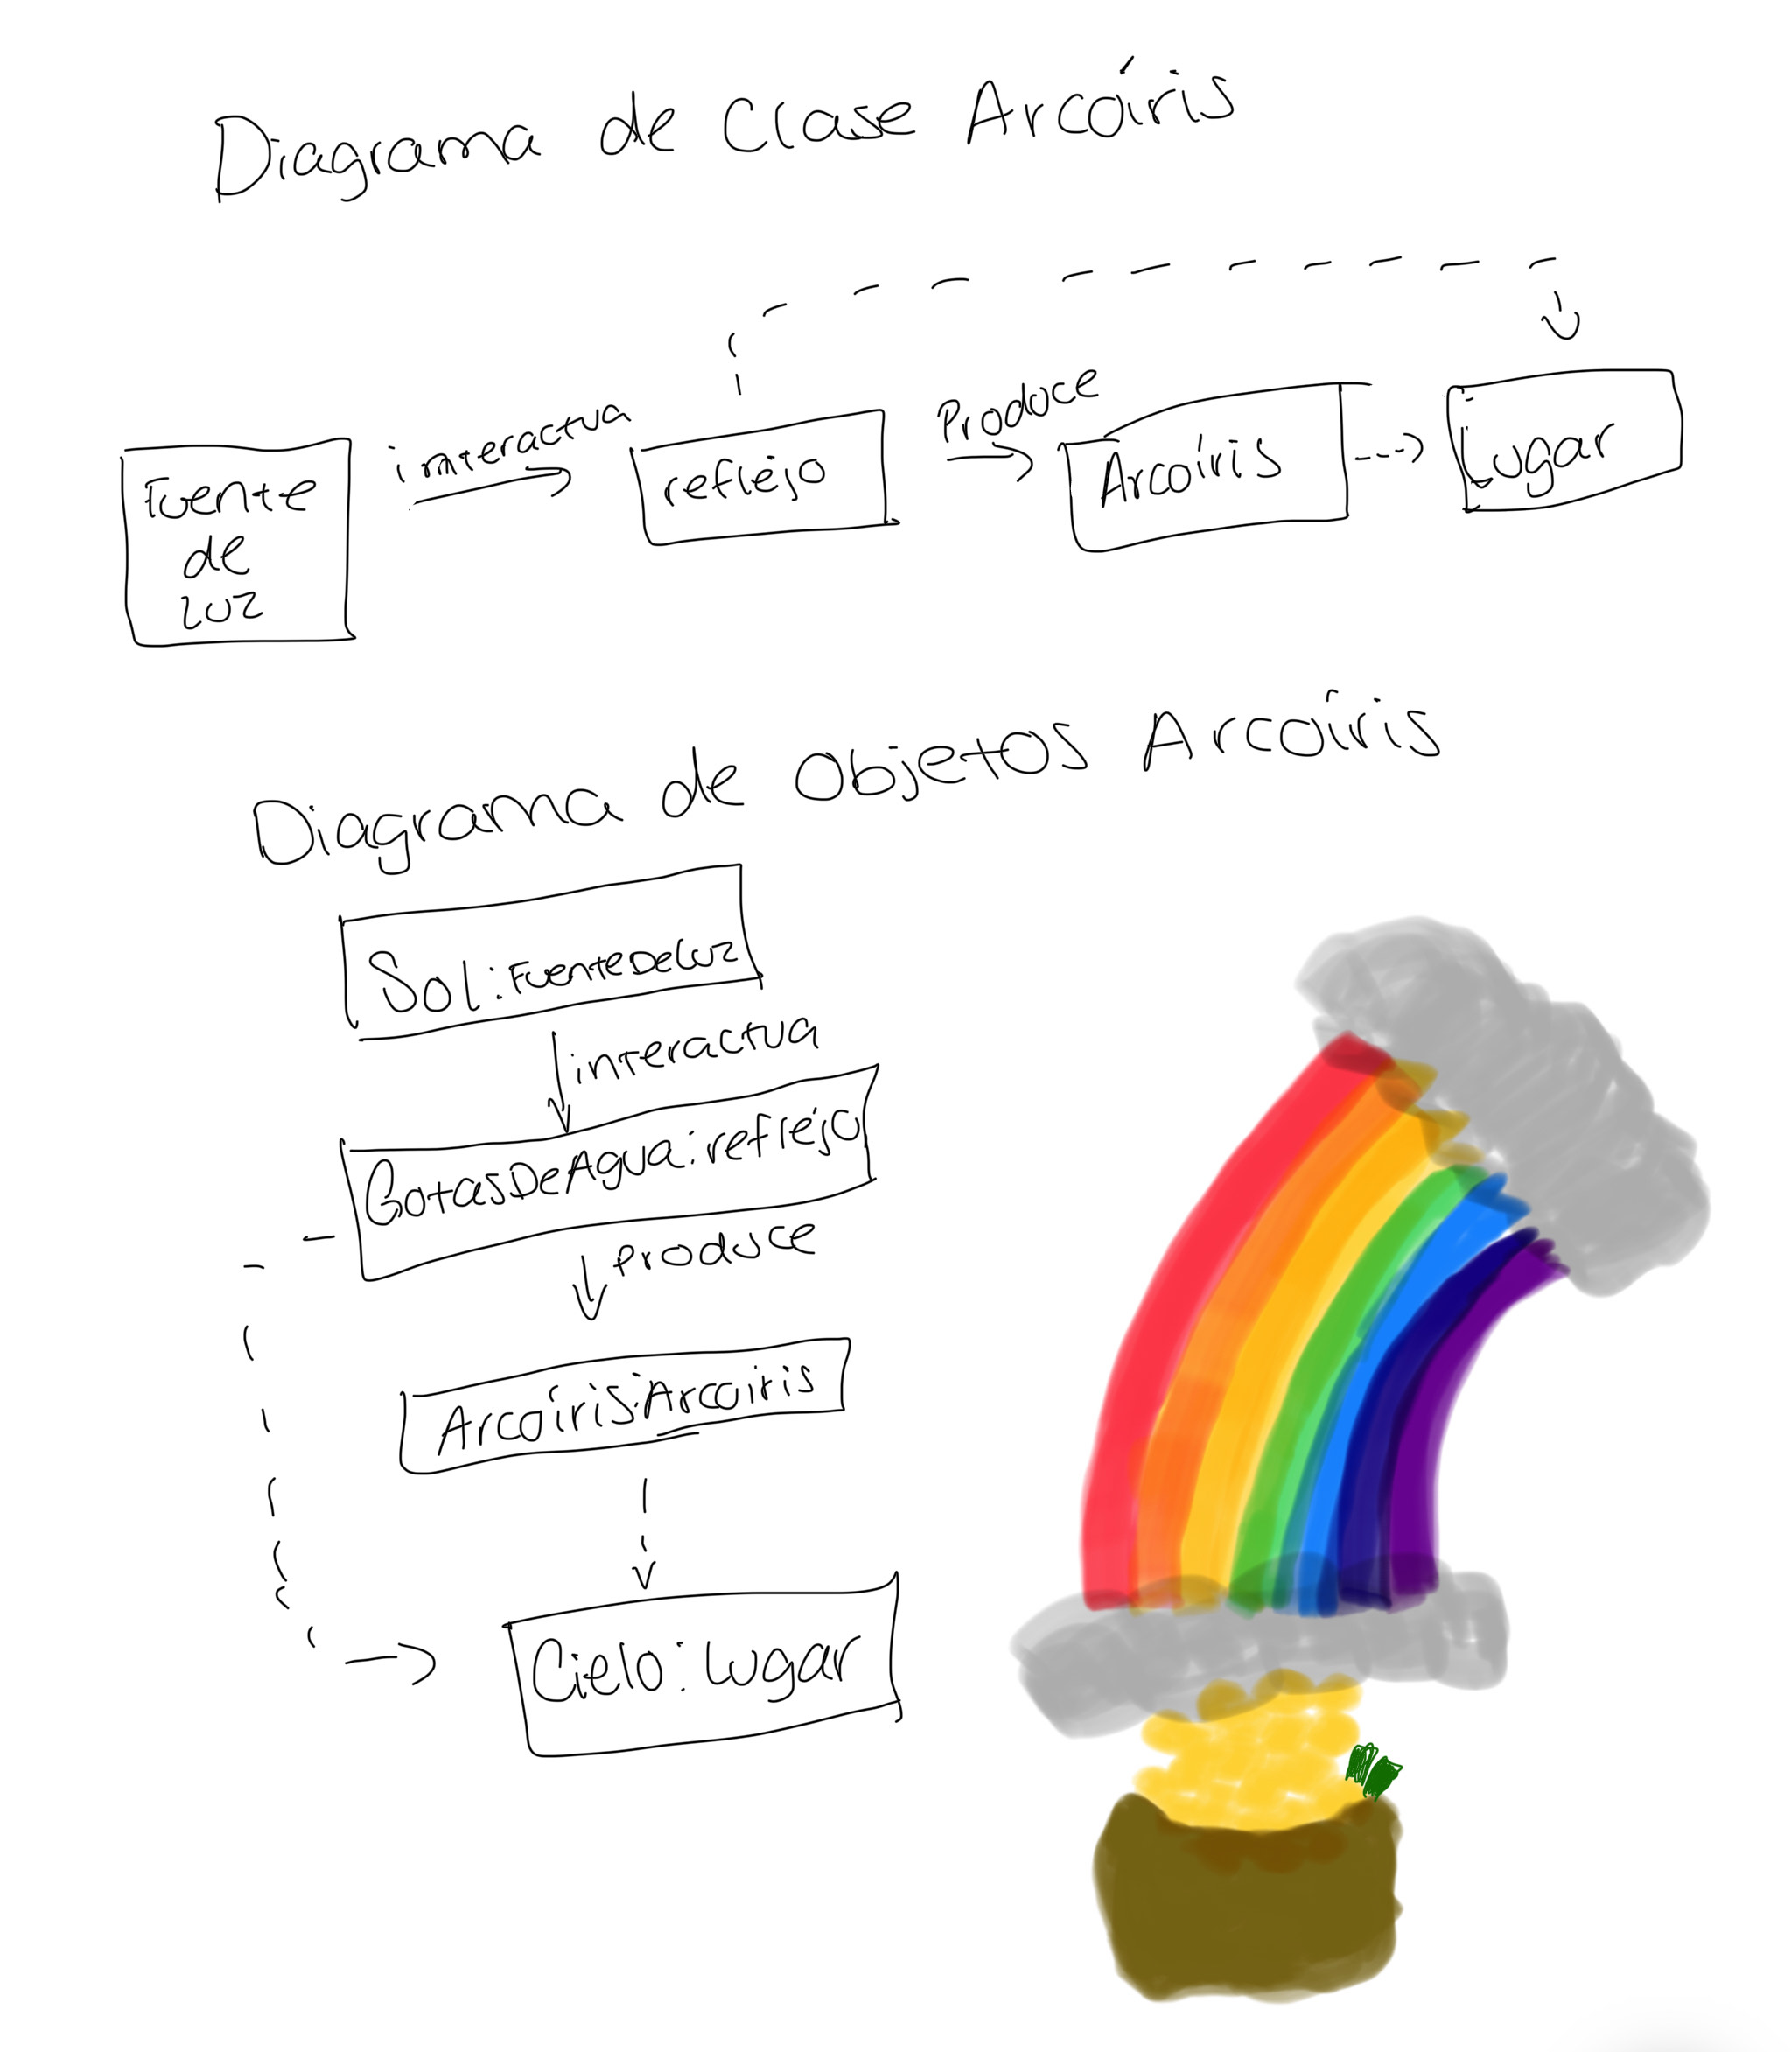 Diagrama de Clase Arcoíris
interactua
Produce
Fuente
de
luz
reflejo
Arcoíris
Lugar
Diagrama de Objetos Arcoíris
Sol:FuenteDeluz
interactua
GotasDeAgua:reflejo
Produce
Arcoíris:Arcoiris
Cielo:Lugar